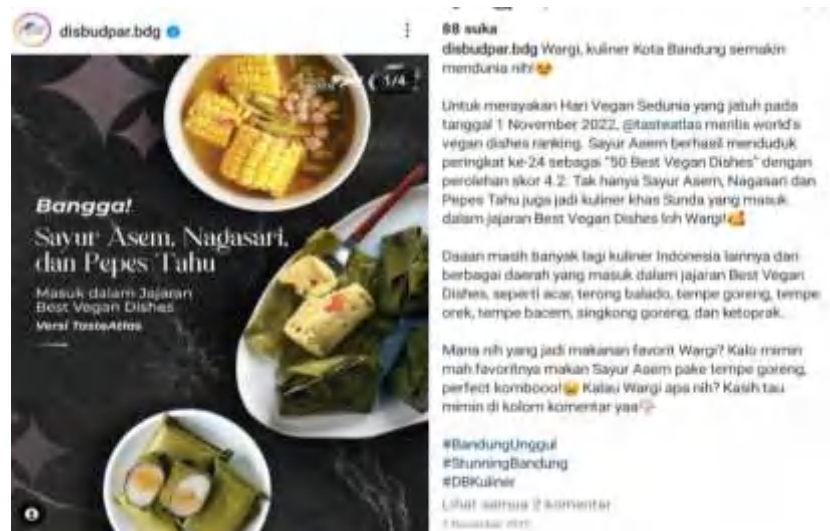 disbudpar.bdg
1/4
Bangga!
Sayur Asem, Nagasari,
dan Pepes Tahu
Masuk dalam Jajaran
Best Vegan Dishes
Versi TasteAtlas
88 suka
disbudpar.bdg Wargi, kuliner Kota Bandung semakin
mendunia nih!
Untuk merayakan Hari Vegan Sedunia yang jatuh pada
tanggal 1 November 2022, @tasteatlas merilis world's
vegan dishes ranking. Sayur Asem berhasil menduduk
peringkat ke-24 sebagai "50 Best Vegan Dishes" dengan
perolehan skor 4.2. Tak hanya Sayur Asem, Nagasari dan
Pepes Tahu juga jadi kuliner khas Sunda yang masuk
dalam jajaran Best Vegan Dishes loh Wargi!
Daaan masih banyak lagi kuliner Indonesia lainnya dari
berbagai daerah yang masuk dalam jajaran Best Vegan
Dishes, seperti acar, terong balado, tempe goreng, tempe
orek, tempe bacem, singkong goreng, dan ketoprak.
Mana nih yang jadi makanan favorit Wargi? Kalo mimin
mah favoritnya makan Sayur Asem pake tempe goreng,
perfect kombooo! Kalau Wargi apa nih? Kasih tau
mimin di kolom komentar yaa
#BandungUnggul
#StunningBandung
#DBKuliner
Lihat semua 2 komentar